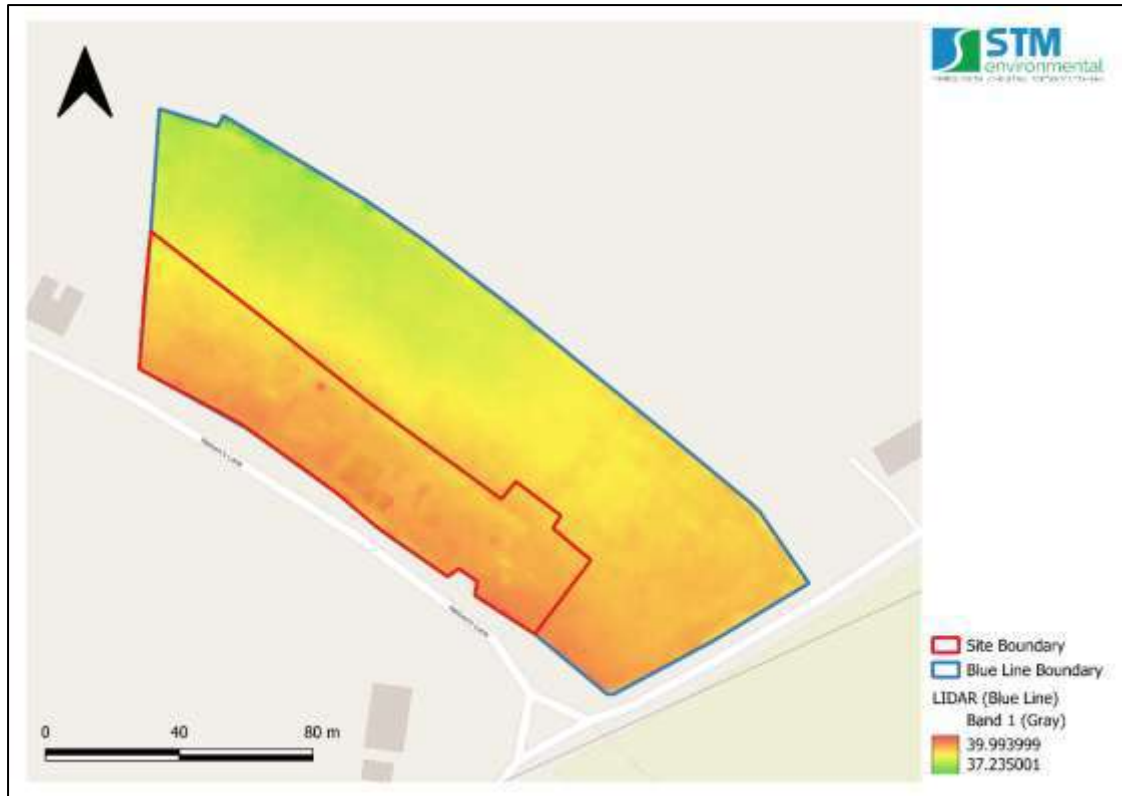 STM
environmental
Site Boundary
Blue Line Boundary
LIDAR (Blue Line)
Band 1 (Gray)
39.993999
37.235001
0 40 80 m